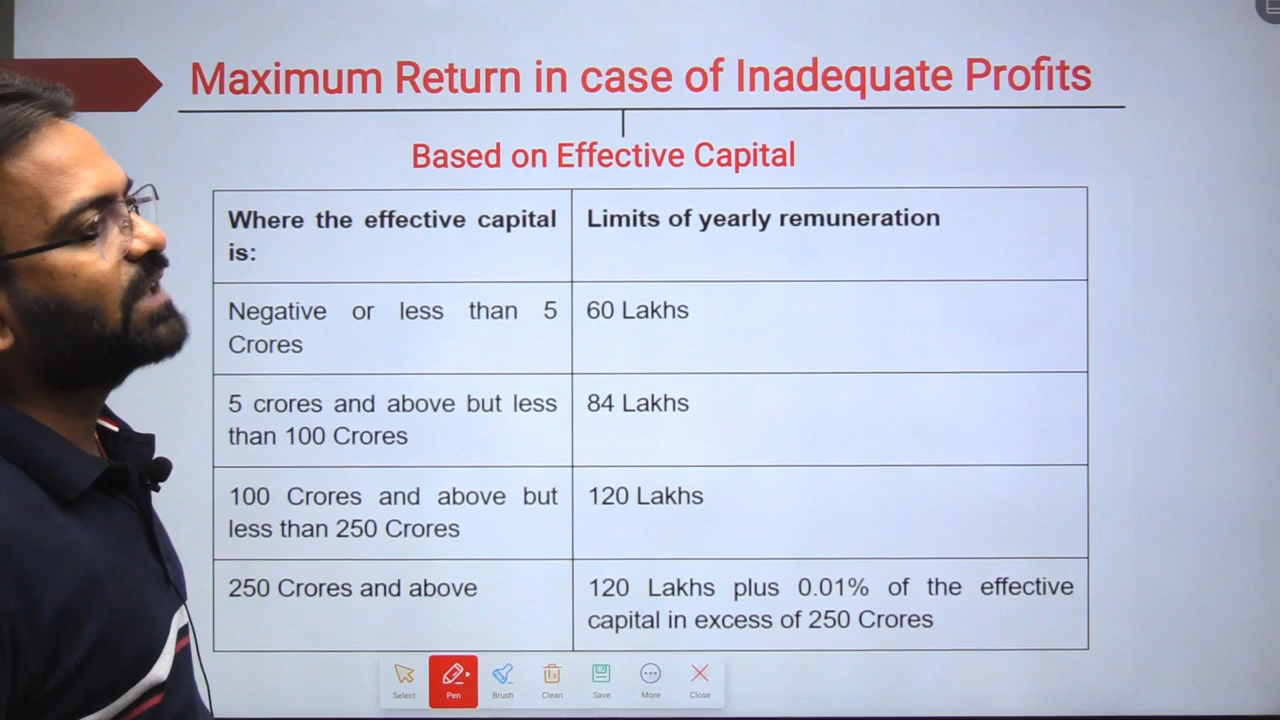 Maximum Return in case of Inadequate Profits
Based on Effective Capital
Where the effective capital
is:
Limits of yearly remuneration
Negative or less than 5
Crores
60 Lakhs
5 crores and above but less
than 100 Crores
84 Lakhs
100 Crores and above but
less than 250 Crores
120 Lakhs
250 Crores and above
120 Lakhs plus 0.01% of the effective
capital in excess of 250 Crores
Select
Pen
Brush
Clean
Save
More
Close